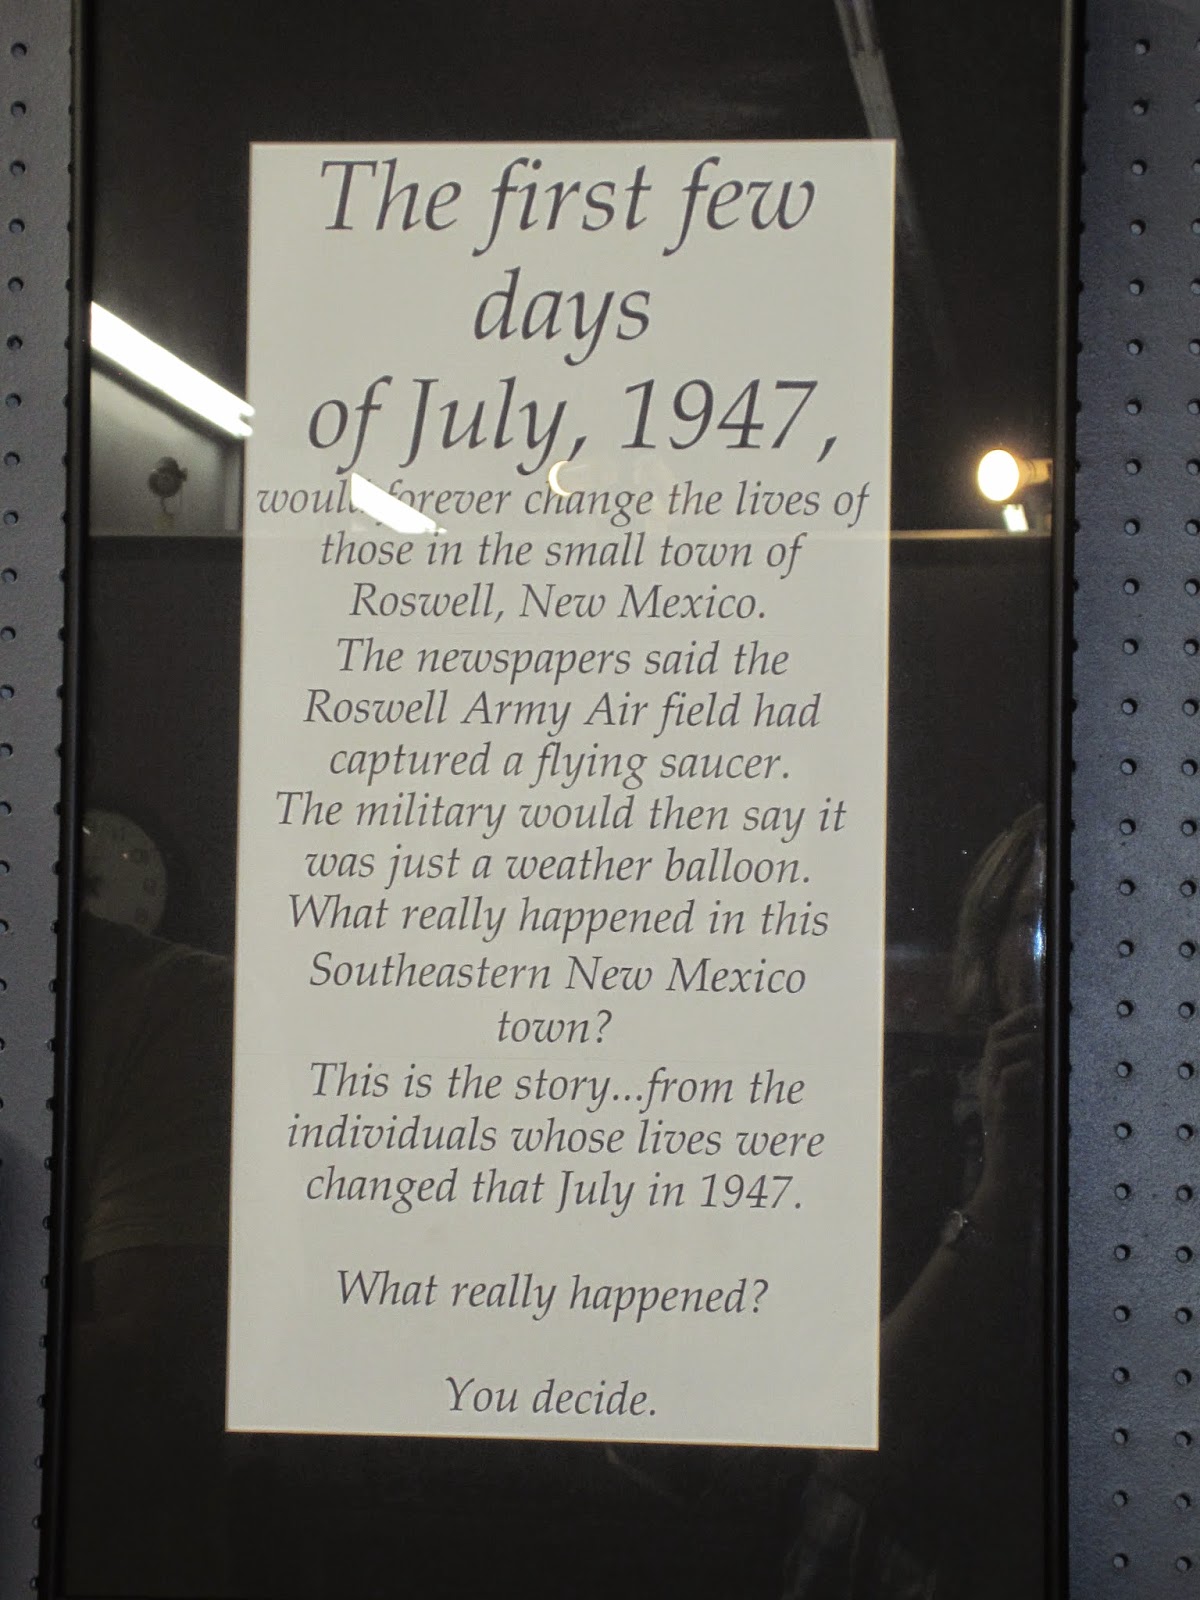 The first few
days
of July, 1947,
would forever change the lives of
those in the small town of
Roswell, New Mexico.
The newspapers said the
Roswell Army Air field had
captured a flying saucer.
The military would then say it
was just a weather balloon.
What really happened in this
Southeastern New Mexico
town?
This is the story...from the
individuals whose lives were
changed that July in 1947.
What really happened?
You decide.